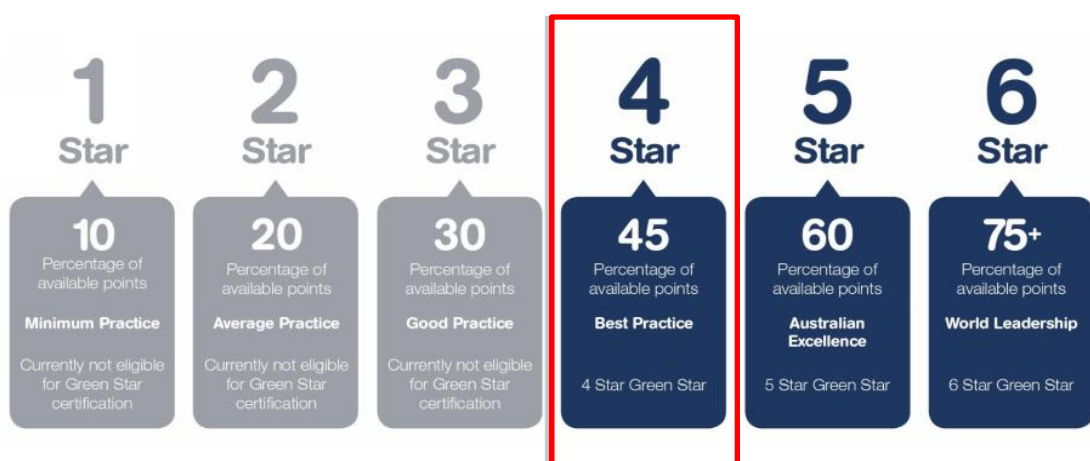 1
Star
10
Percentage of
available points
Minimum Practice
Currently not eligible
for Green Star
certification
2
Star
20
Percentage of
available points
Average Practice
Currently not eligible
for Green Star
certification
3
Star
30
Percentage of
available points
Good Practice
Currently not eligible
for Green Star
certification
4
Star
45
Percentage of
available points
Best Practice
4 Star Green Star
5
Star
60
Percentage of
available points
Australian
Excellence
5 Star Green Star
6
Star
75+
Percentage of
available points
World Leadership
6 Star Green Star